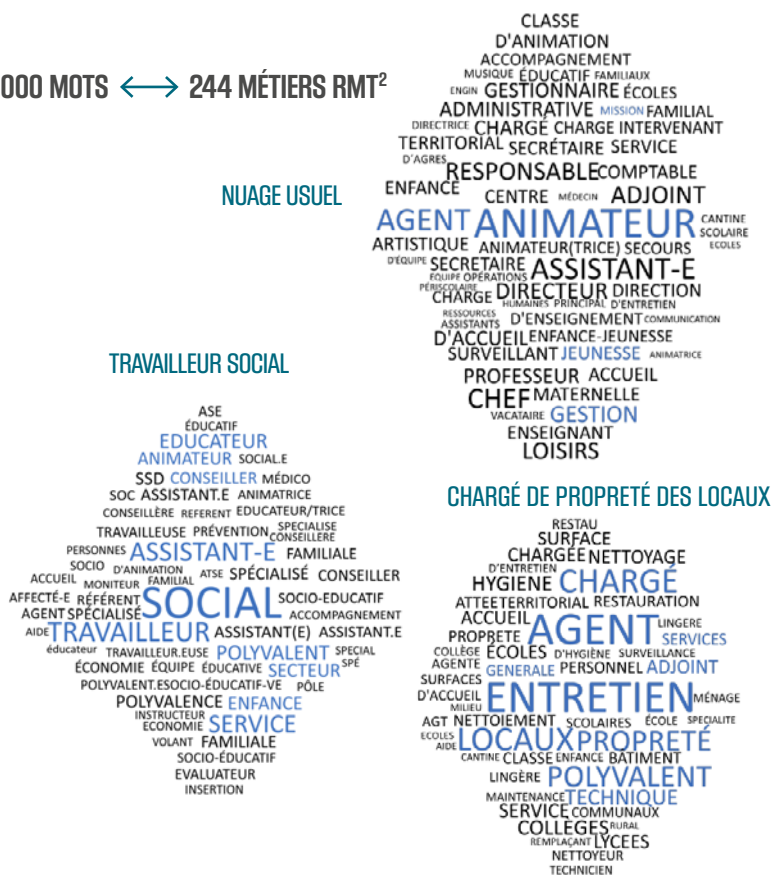 000 MOTS ⟷ 244 MÉTIERS RMT²
NUAGE USUEL
CLASSE
D'ANIMATION
ACCOMPAGNEMENT
MUSIQUE ÉDUCATIF FAMILIAUX
ENGIN GESTIONNAIRE ÉCOLES
ADMINISTRATIVE MISSION FAMILIAL
DIRECTRICE CHARGÉ CHARGE INTERVENANT
TERRITORIAL SECRÉTAIRE SERVICE
D'AGRES RESPONSABLE COMPTABLE
ENFANCE CENTRE MÉDECIN ADJOINT
AGENT ANIMATEUR CANTINE
SCOLAIRE
ARTISTIQUE ANIMATEUR(TRICE) SECOURS ECOLES
D'ÉQUIPE SECRETAIRE ASSISTANT-E
EQUIPE OPÉRATIONS
PÉRISCOLAIRE
CHARGE DIRECTEUR DIRECTION
HUMAINES PRINCIPAL D'ENTRETIEN
RESSOURCES
ASSISTANTS D'ENSEIGNEMENT COMMUNICATION
D'ACCUEIL ENFANCE-JEUNESSE
SURVEILLANT JEUNESSE ANIMATRICE
PROFESSEUR ACCUEIL
CHEF MATERNELLE
VACATAIRE GESTION
ENSEIGNANT
LOISIRS
TRAVAILLEUR SOCIAL
ASE
ÉDUCATIF
EDUCATEUR
ANIMATEUR SOCIAL.E
SSD CONSEILLER MÉDICO
SOC ASSISTANT.E ANIMATRICE
CONSEILLÈRE REFERENT EDUCATEUR/TRICE
TRAVAILLEUSE PRÉVENTION SPECIALISE
CONSEILLERE
PERSONNES ASSISTANT-E FAMILIALE
SOCIO D'ANIMATION ATSE SPÉCIALISÉ CONSEILLER
ACCUEIL MONITEUR FAMILIAL
AFFECTÉ-E RÉFÉRENT SOCIAL SOCIO-EDUCATIF
AGENT SPÉCIALISÉ ACCOMPAGNEMENT
AIDE TRAVAILLEUR ASSISTANT(E) ASSISTANT.E
éducateur TRAVAILLEUR.EUSE POLYVALENT SPECIAL
ÉCONOMIE ÉQUIPE ÉDUCATIVE SECTEUR SPÉ
POLYVALENT.E SOCIO-ÉDUCATIF-VE PÔLE
POLYVALENCE ENFANCE
INSTRUCTEUR
ECONOMIE SERVICE
VOLANT FAMILIALE
SOCIO-ÉDUCATIF
EVALUATEUR
INSERTION
CHARGÉ DE PROPRETÉ DES LOCAUX
RESTAU
SURFACE
CHARGÉE NETTOYAGE
D'ENTRETIEN
HYGIENE CHARGÉ
ATTEE TERRITORIAL RESTAURATION
ACCUEIL AGENT LINGERE
PROPRETE SERVICES
COLLÈGE ÉCOLES D'HYGIÈNE SURVEILLANCE
AGENTE GENERALE PERSONNEL ADJOINT
SURFACES
D'ACCUEIL ENTRETIEN MÉNAGE
MILIEU
AGT NETTOIEMENT SCOLAIRES ÉCOLE SPECIALITE
ECOLES
AIDE LOCAUX PROPRETÉ
CANTINE CLASSE ENFANCE BÂTIMENT
LINGÈRE POLYVALENT
MAINTENANCE TECHNIQUE
SERVICE COMMUNAUX
COLLÈGES RURAL
REMPLAÇANT LYCEES
NETTOYEUR
TECHNICIEN